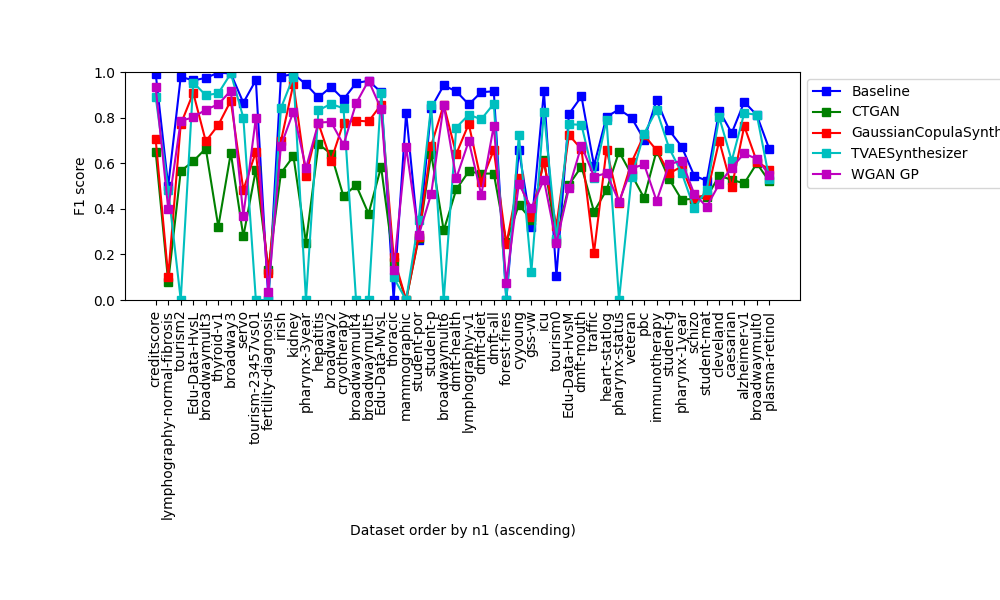 1.0
0.8
0.6
0.4
0.2
0.0
F1 score
Baseline
CTGAN
GaussianCopulaSynth
TVAESynthesizer
WGAN GP
creditscore
lymphography-normal-fibrosis
tourism2
Edu-Data-HvsL
broadwaymult3
thyroid-v1
broadway3
servo
tourism-23457vs01
fertility-diagnosis
irish
kidney
pharynx-3year
hepatitis
broadway2
cryotherapy
broadwaymult4
broadwaymult5
Edu-Data-MvsL
thoracic
mammographic
student-por
student-p
broadwaymult6
dmft-health
lymphography-v1
dmft-diet
dmft-all
forest-fires
cyyoung
gss-vw
icu
tourism0
Edu-Data-HvsM
dmft-mouth
traffic
heart-statlog
pharynx-status
veteran
pbc
immunotherapy
student-g
pharynx-1year
schizo
student-mat
cleveland
caesarian
alzheimer-v1
broadwaymult0
plasma-retinol
Dataset order by n1 (ascending)